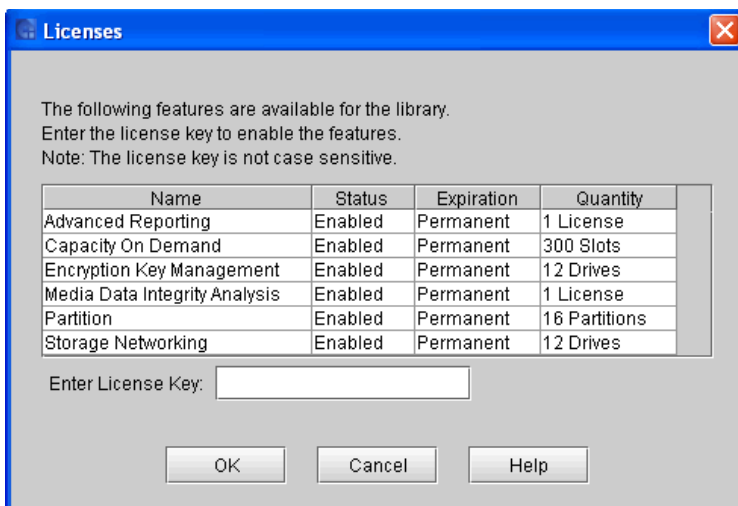 Licenses
The following features are available for the library.
Enter the license key to enable the features.
Note: The license key is not case sensitive.
Name Status Expiration Quantity
Advanced Reporting Enabled Permanent 1 License
Capacity On Demand Enabled Permanent 300 Slots
Encryption Key Management Enabled Permanent 12 Drives
Media Data Integrity Analysis Enabled Permanent 1 License
Partition Enabled Permanent 16 Partitions
Storage Networking Enabled Permanent 12 Drives
Enter License Key:
OK Cancel Help